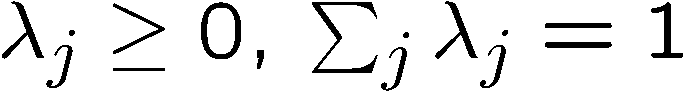 λ_j ≥ 0, ∑_j λ_j = 1